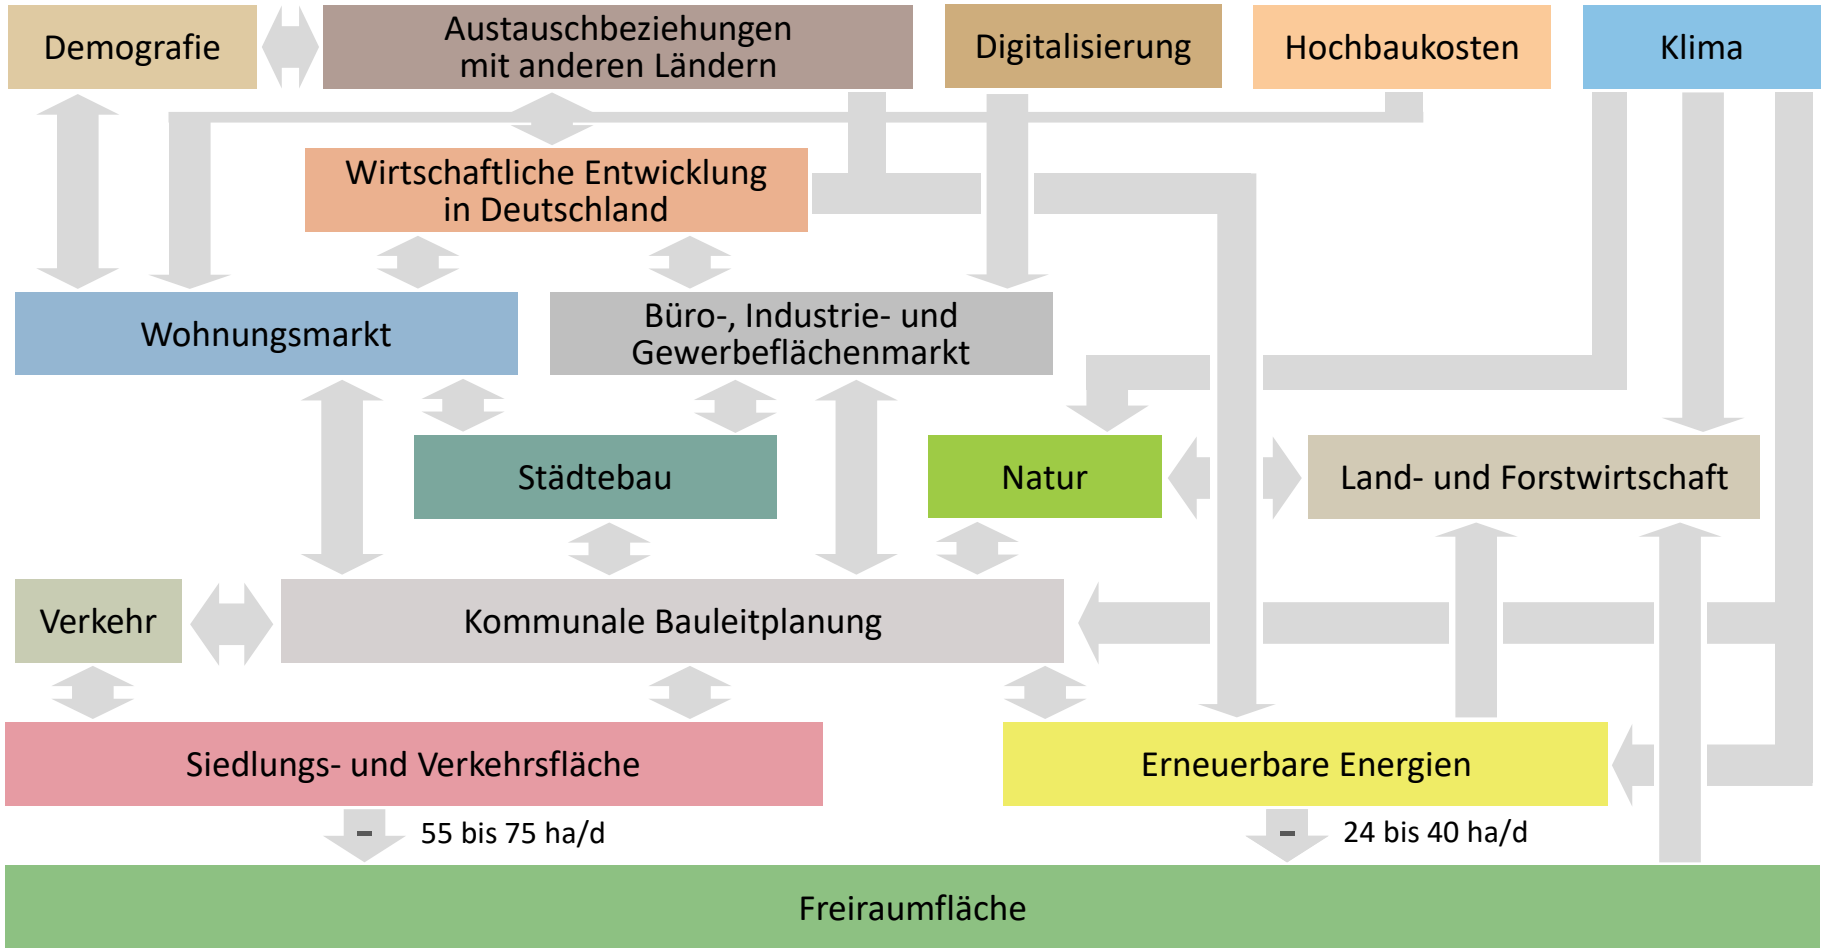 Demografie
Austauschbeziehungen
mit anderen Ländern
Digitalisierung
Hochbaukosten
Klima
Wirtschaftliche Entwicklung
in Deutschland
Wohnungsmarkt
Büro-, Industrie- und
Gewerbeflächenmarkt
Städtebau
Natur
Land- und Forstwirtschaft
Verkehr
Kommunale Bauleitplanung
Siedlungs- und Verkehrsfläche
Erneuerbare Energien
- 55 bis 75 ha/d
- 24 bis 40 ha/d
Freiraumfläche